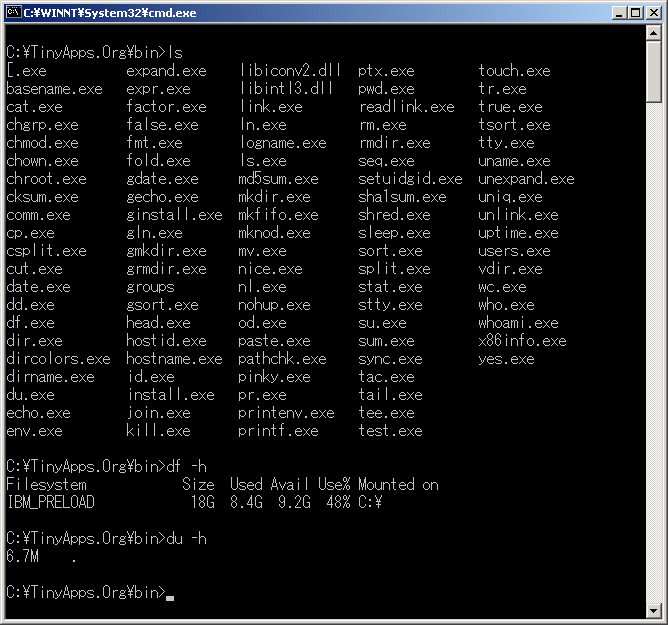 C:¥WINNT¥System32¥cmd.exe
C:¥TinyApps.Org¥bin>ls
[.exe expand.exe libiconv2.dll ptx.exe touch.exe
basename.exe expr.exe libintl3.dll pwd.exe tr.exe
cat.exe factor.exe link.exe readlink.exe true.exe
chgrp.exe false.exe ln.exe rm.exe tsort.exe
chmod.exe fmt.exe logname.exe rmdir.exe tty.exe
chown.exe fold.exe ls.exe seq.exe uname.exe
chroot.exe gdate.exe md5sum.exe setuidgid.exe unexpand.exe
cksum.exe gecho.exe mkdir.exe sha1sum.exe uniq.exe
comm.exe ginstall.exe mkfifo.exe shred.exe unlink.exe
cp.exe gln.exe mknod.exe sleep.exe uptime.exe
csplit.exe gmkdir.exe mv.exe sort.exe users.exe
cut.exe grmdir.exe nice.exe split.exe vdir.exe
date.exe groups nl.exe stat.exe wc.exe
dd.exe gsort.exe nohup.exe stty.exe who.exe
df.exe head.exe od.exe su.exe whoami.exe
dir.exe hostid.exe paste.exe sum.exe x86info.exe
dircolors.exe hostname.exe pathchk.exe sync.exe yes.exe
dirname.exe id.exe pinky.exe tac.exe
du.exe install.exe pr.exe tail.exe
echo.exe join.exe printenv.exe tee.exe
env.exe kill.exe printf.exe test.exe
C:¥TinyApps.Org¥bin>df -h
Filesystem Size Used Avail Use% Mounted on
IBM_PRELOAD 18G 8.4G 9.2G 48% C:¥
C:¥TinyApps.Org¥bin>du -h
6.7M .
C:¥TinyApps.Org¥bin>_